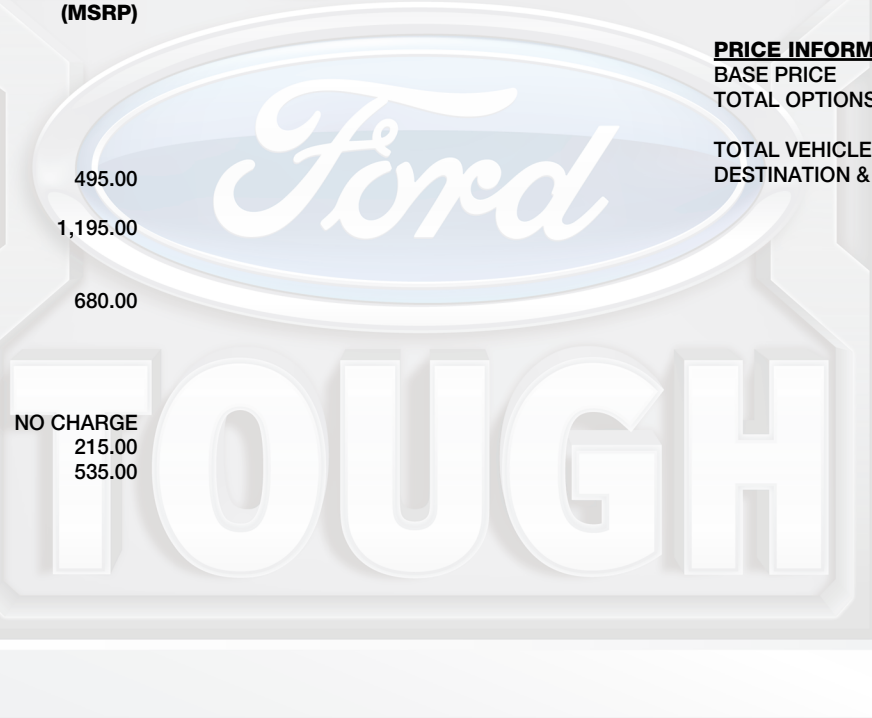 (MSRP)
495.00
1,195.00
680.00
NO CHARGE
215.00
535.00
PRICE INFORM
BASE PRICE
TOTAL OPTIONS
TOTAL VEHICLE
DESTINATION &
Ford
TOUGH